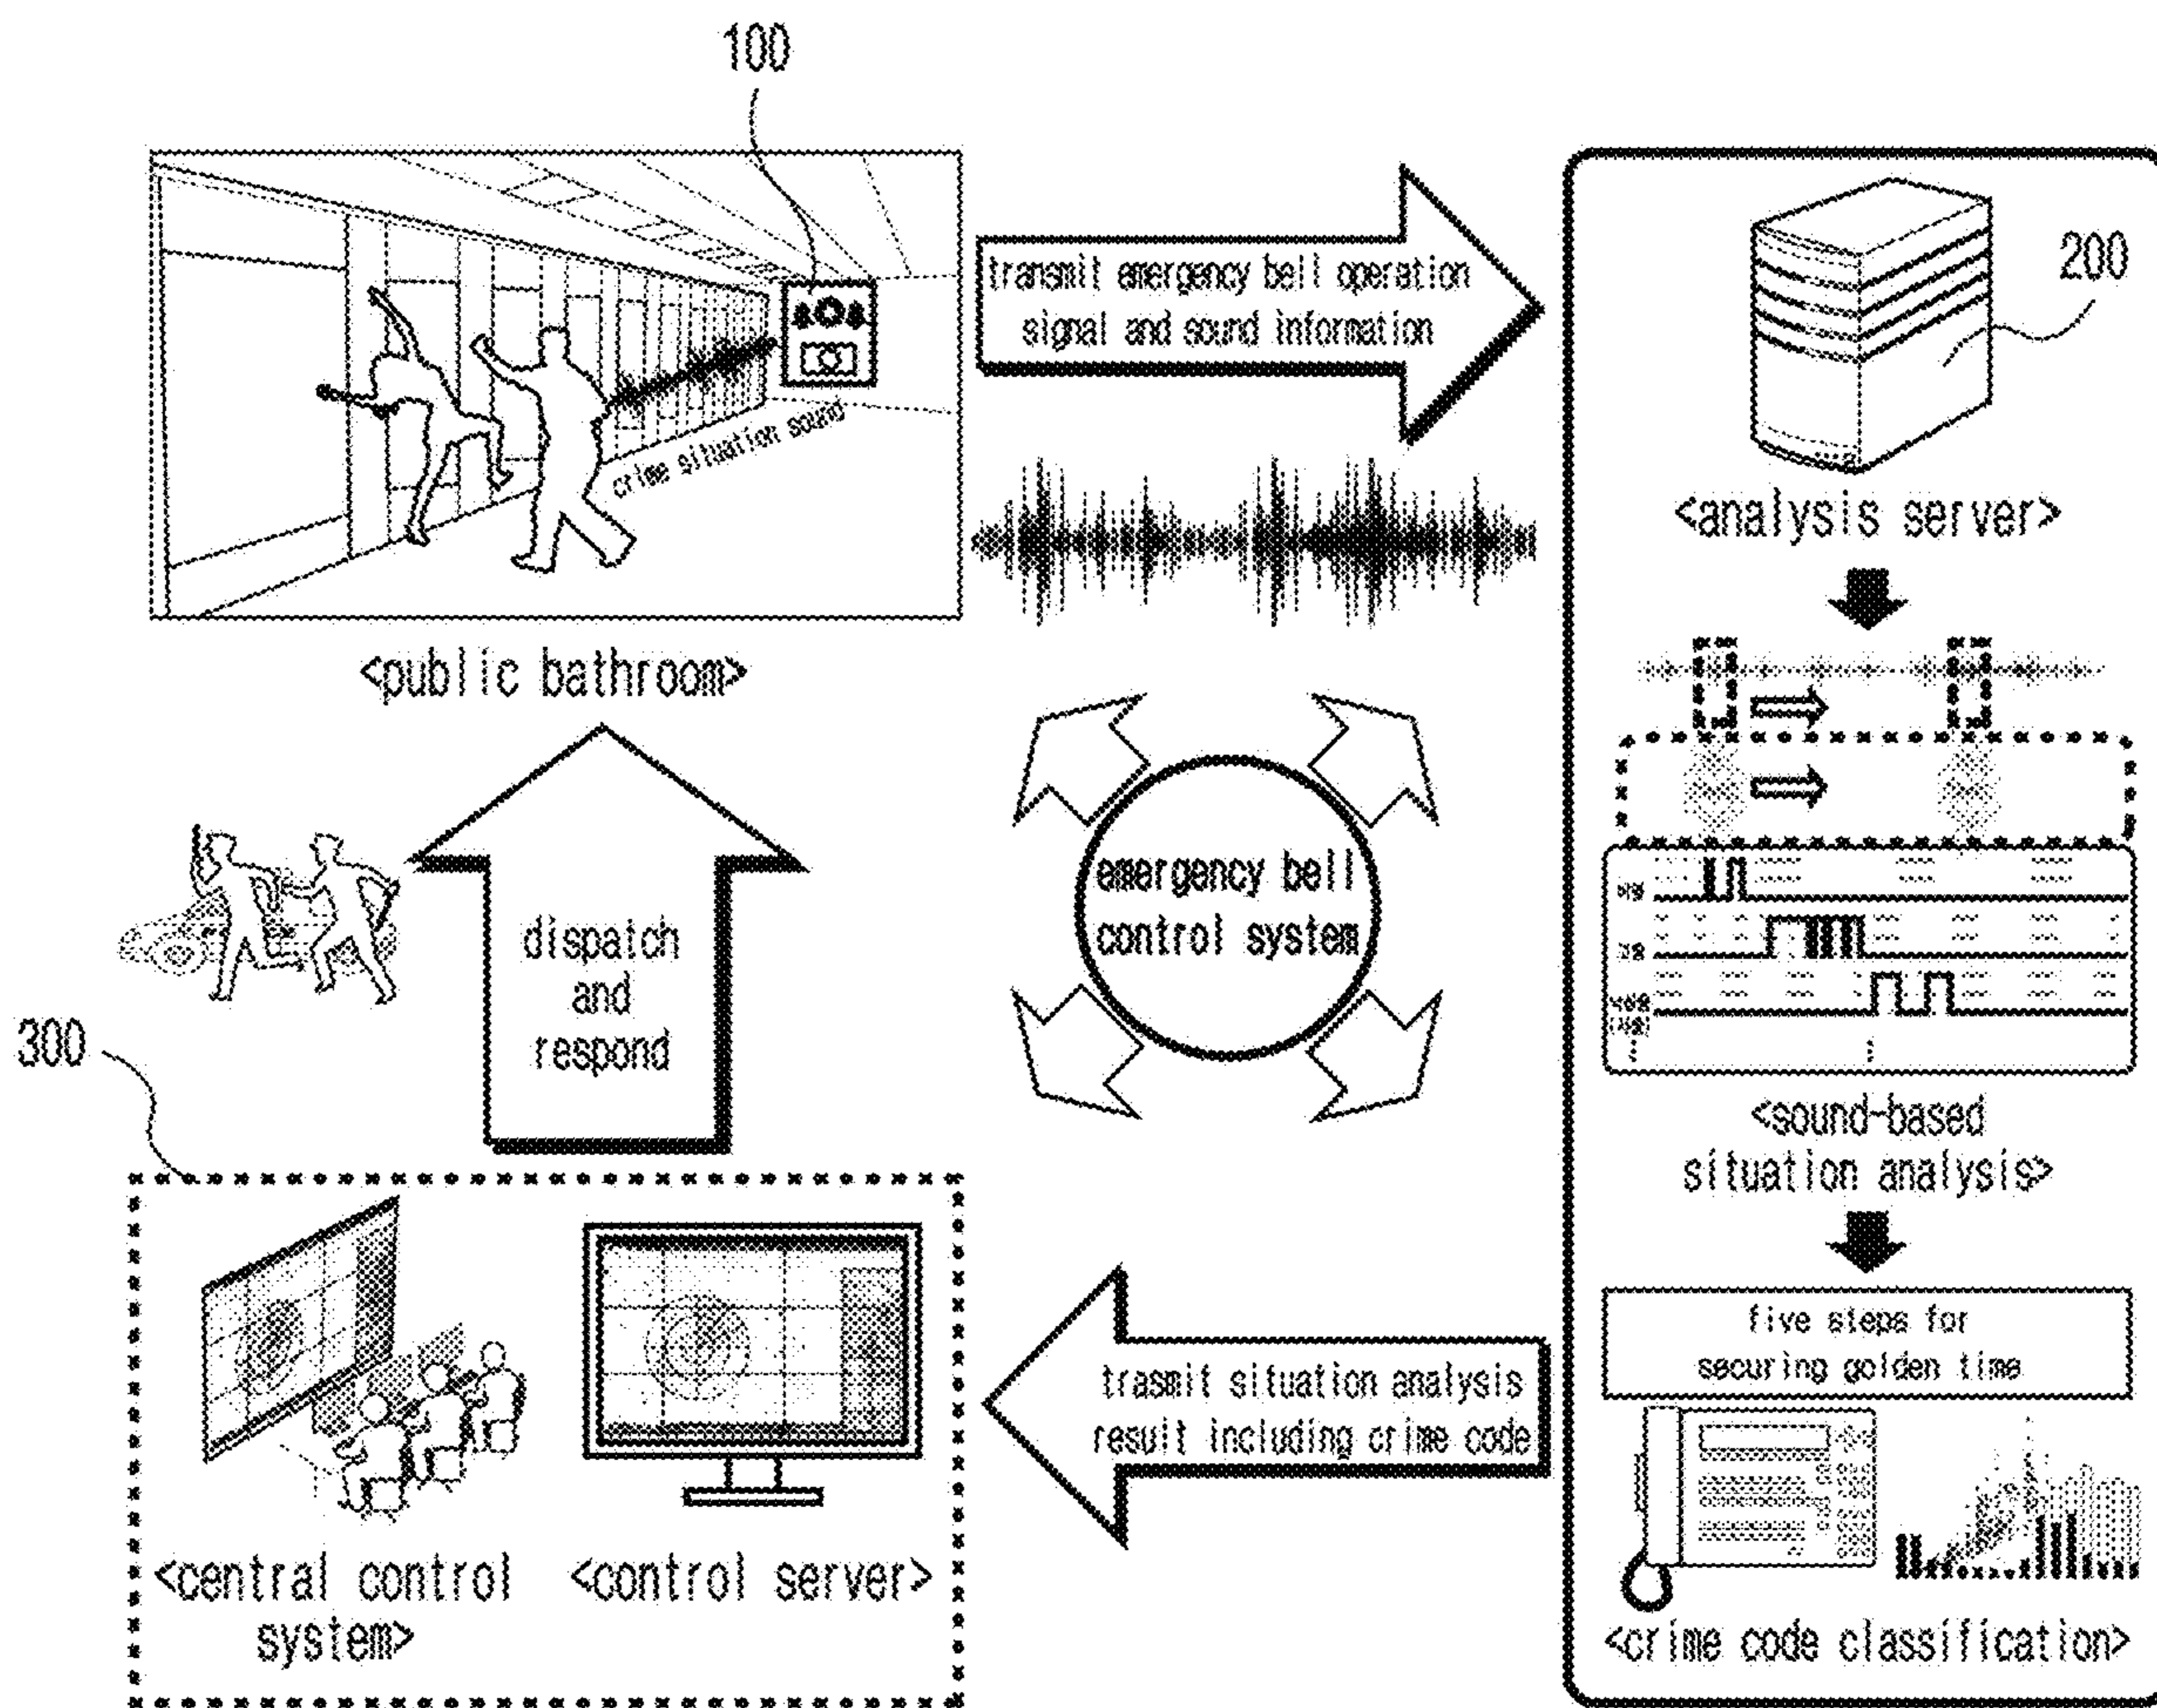 100
crime situation sound
<public bathroom>
transmit emergency bell operation
signal and sound information
200
<analysis server>
emergency bell
control system
<sound-based
situation analysis>
five steps for
securing golden time
<crime code classification>
trasmit situation analysis
result including crime code
dispatch
and
respond
300
<central control
system>
<control server>